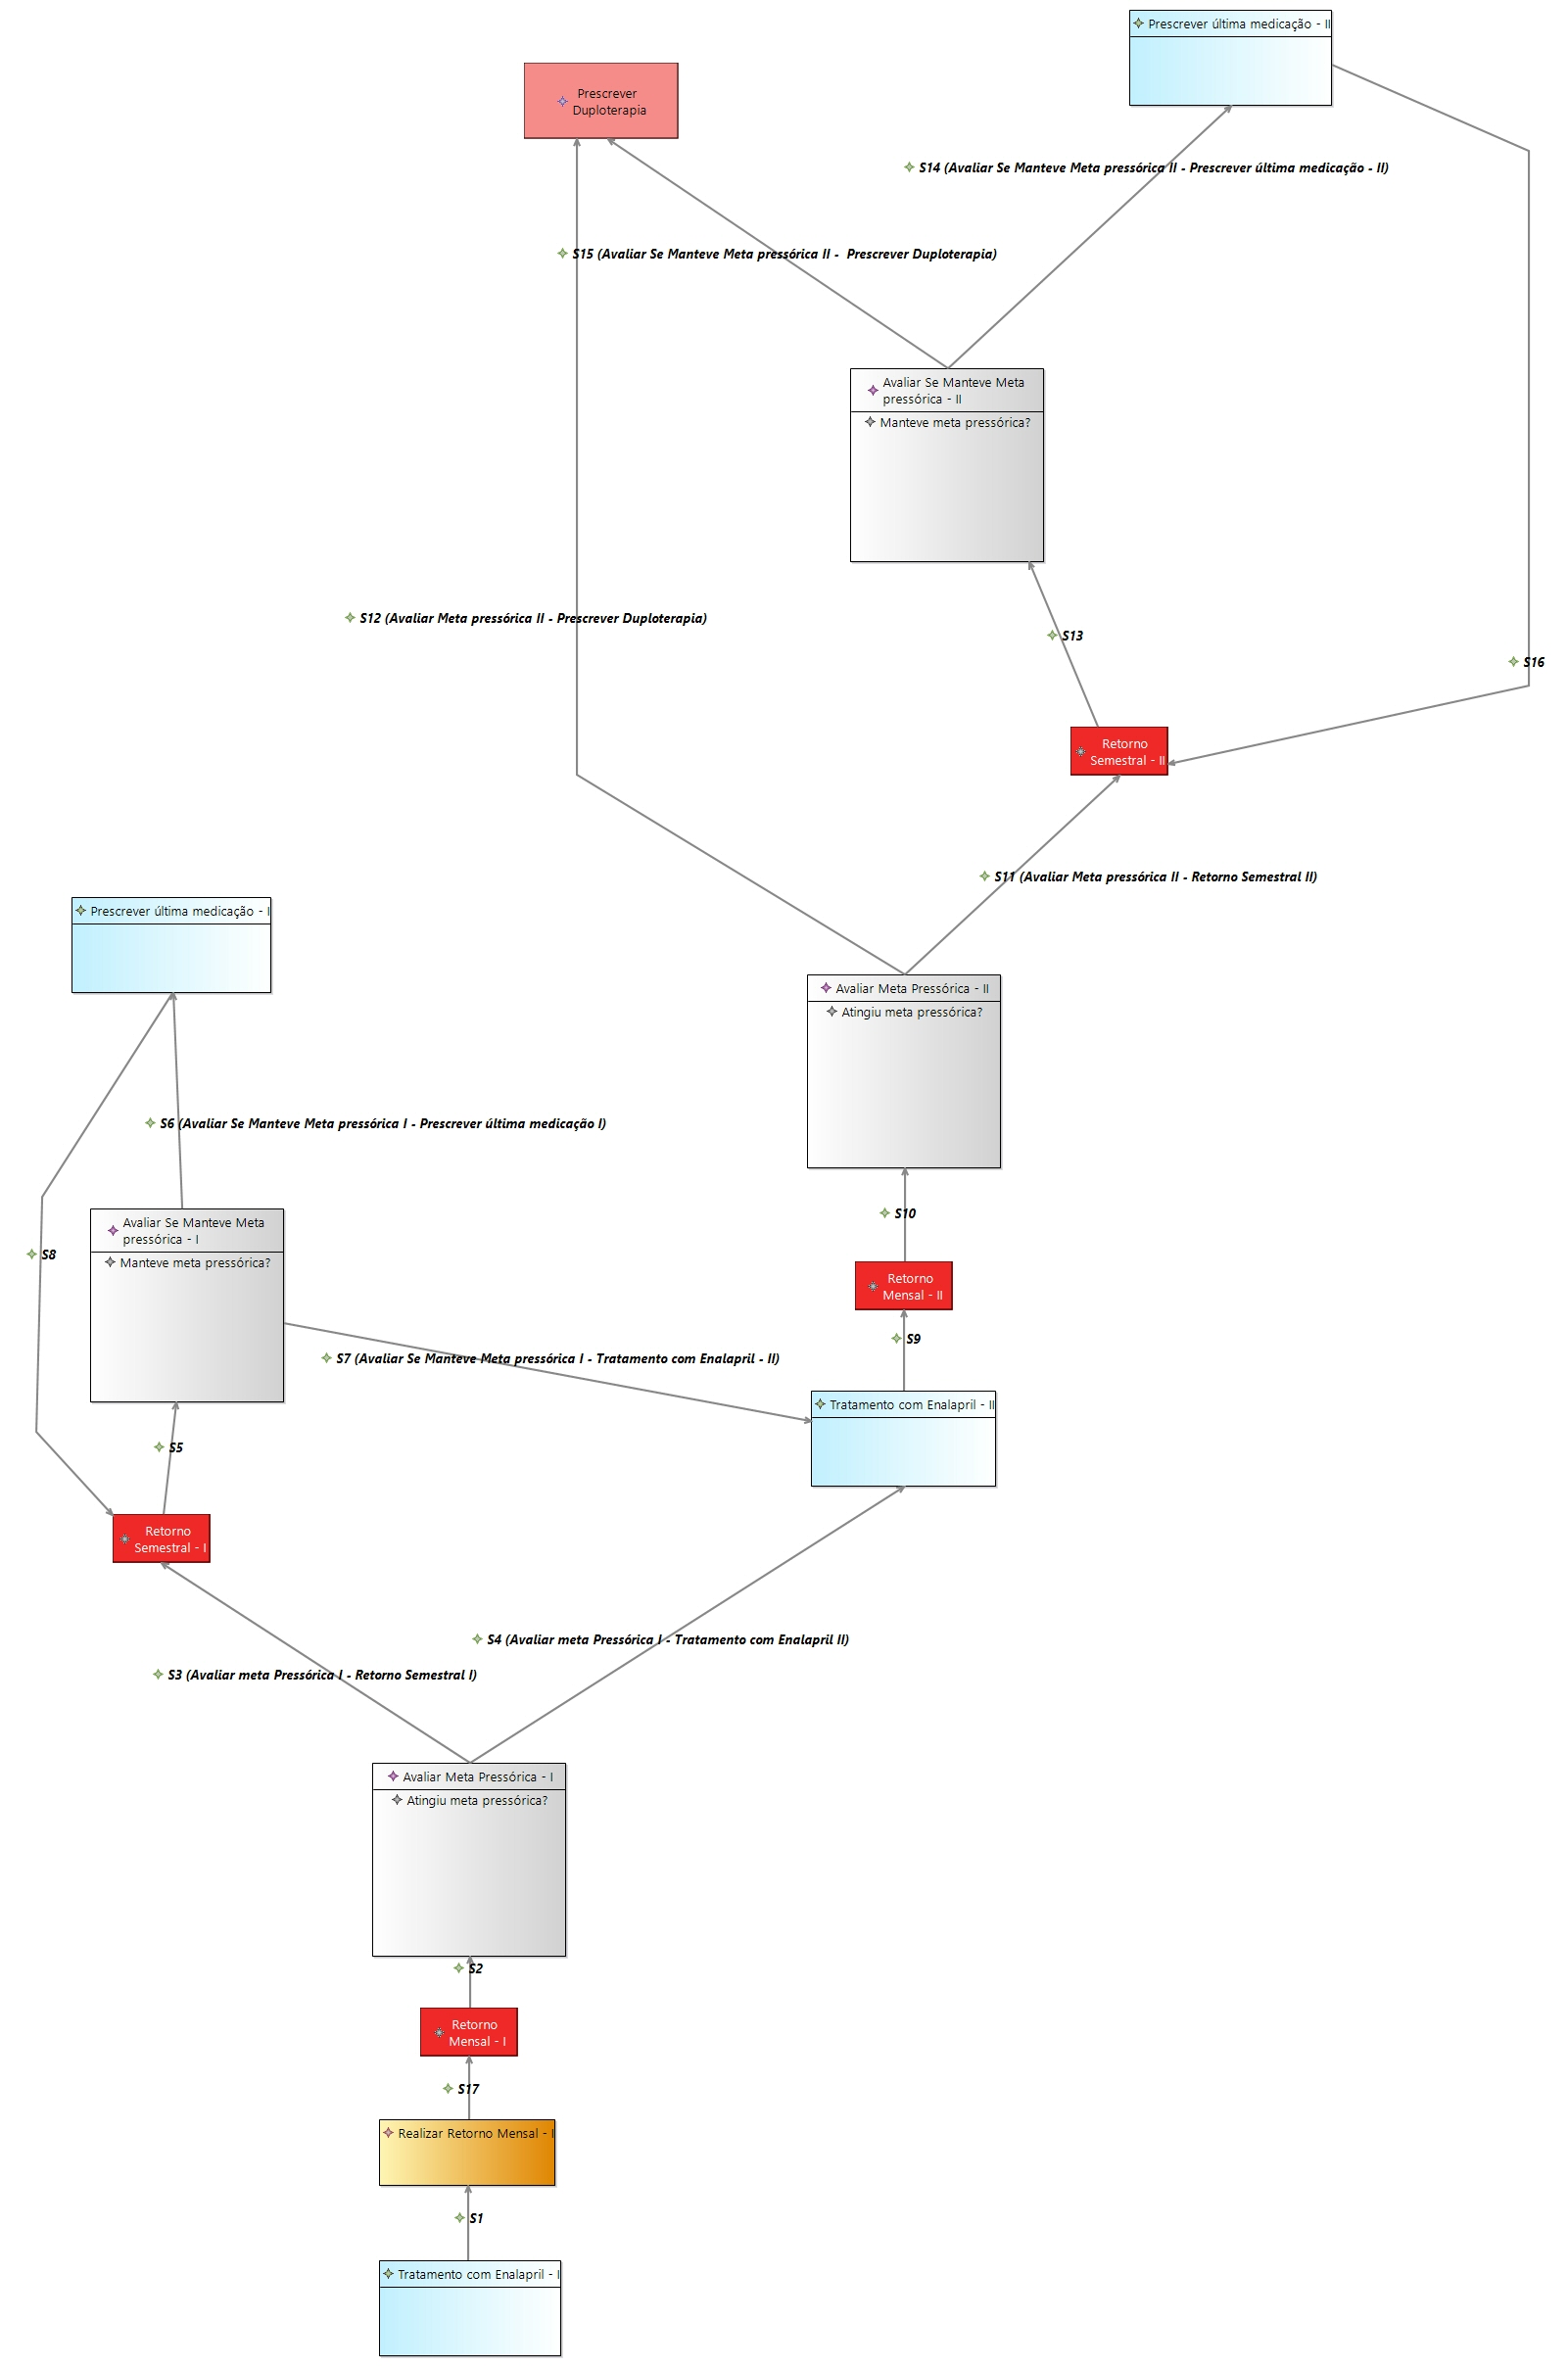 Prescrever última medicação - II
Prescrever
Duploterapia
S14 (Avaliar Se Manteve Meta pressórica II - Prescrever última medicação - II)
S15 (Avaliar Se Manteve Meta pressórica II -  Prescrever Duploterapia)
Avaliar Se Manteve Meta
pressórica - II
Manteve meta pressórica?
S12 (Avaliar Meta pressórica II - Prescrever Duploterapia)
S13
S16
Retorno
Semestral - II
S11 (Avaliar Meta pressórica II - Retorno Semestral II)
Prescrever última medicação - I
Avaliar Meta Pressórica - II
Atingiu meta pressórica?
S6 (Avaliar Se Manteve Meta pressórica I - Prescrever última medicação I)
Avaliar Se Manteve Meta
pressórica - I
Manteve meta pressórica?
S10
S8
Retorno
Mensal - II
S9
S7 (Avaliar Se Manteve Meta pressórica I - Tratamento com Enalapril - II)
Tratamento com Enalapril - II
S5
Retorno
Semestral - I
S4 (Avaliar meta Pressórica I - Tratamento com Enalapril II)
S3 (Avaliar meta Pressórica I - Retorno Semestral I)
Avaliar Meta Pressórica - I
Atingiu meta pressórica?
S2
Retorno
Mensal - I
S17
Realizar Retorno Mensal - I
S1
Tratamento com Enalapril - I